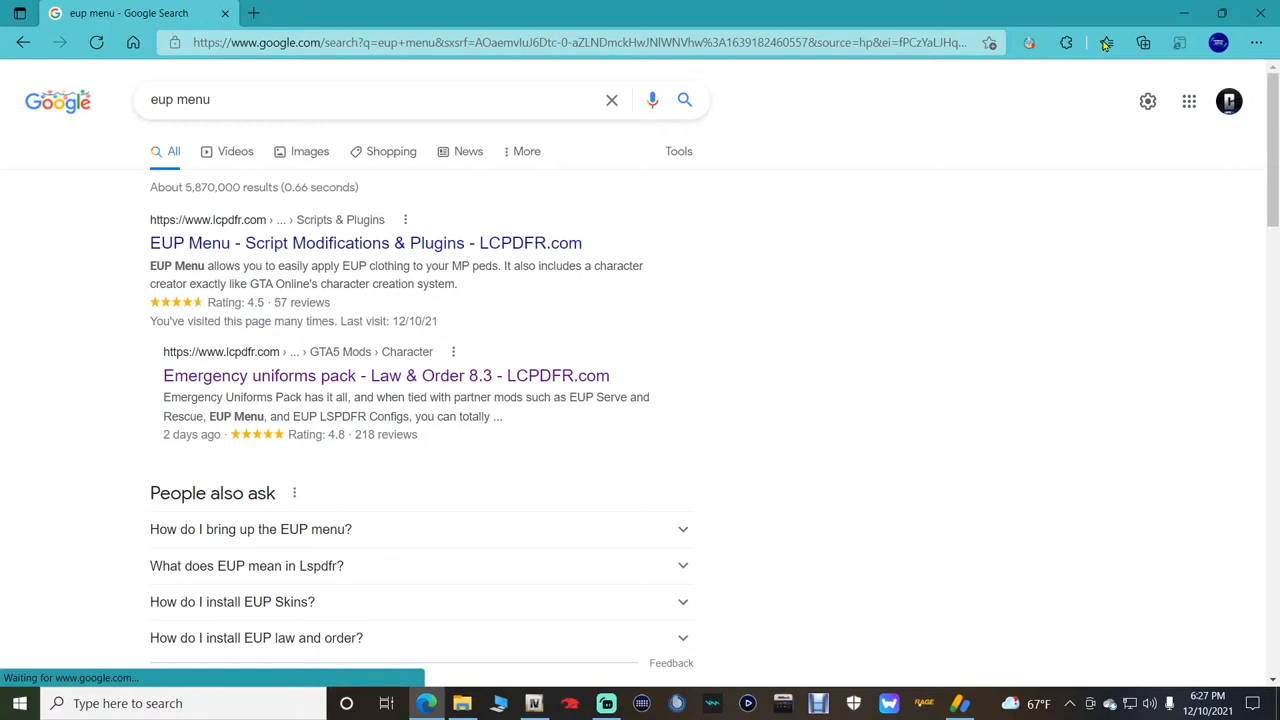 eup menu - Google Search
https://www.google.com/search?q=eup+menu&sxsrf=AOaemvIuJ6Dtc-0-aZLNDmckHwJNlWNVhw%3A1639182460557&source=hp&ei=fPCzYaLJHq...
Google
eup menu
All
Videos
Images
Shopping
News
More
Tools
About 5,870,000 results (0.66 seconds)
https://www.lcpdfr.com › ... › Scripts & Plugins
EUP Menu - Script Modifications & Plugins - LCPDFR.com
EUP Menu allows you to easily apply EUP clothing to your MP peds. It also includes a character
creator exactly like GTA Online's character creation system.
Rating: 4.5 · 57 reviews
You've visited this page many times. Last visit: 12/10/21
https://www.lcpdfr.com › ... › GTA5 Mods › Character
Emergency uniforms pack - Law & Order 8.3 - LCPDFR.com
Emergency Uniforms Pack has it all, and when tied with partner mods such as EUP Serve and
Rescue, EUP Menu, and EUP LSPDFR Configs, you can totally ...
2 days ago · Rating: 4.8 · 218 reviews
People also ask
How do I bring up the EUP menu?
What does EUP mean in Lspdfr?
How do I install EUP Skins?
How do I install EUP law and order?
Feedback
Waiting for www.google.com...
Type here to search
IV
RAGE
67°F
6:27 PM
12/10/2021